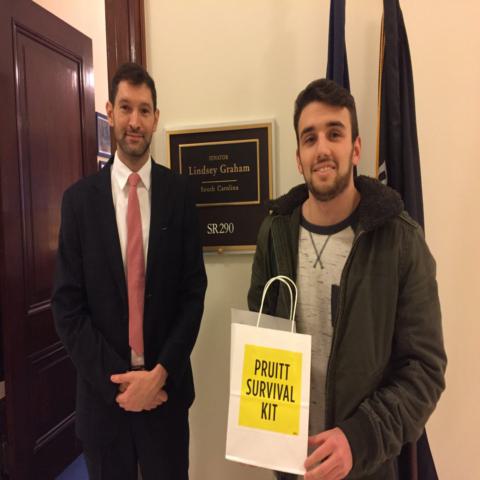 SENATOR
Lindsey Graham
South Carolina
SR290
PRUITT
SURVIVAL
KIT